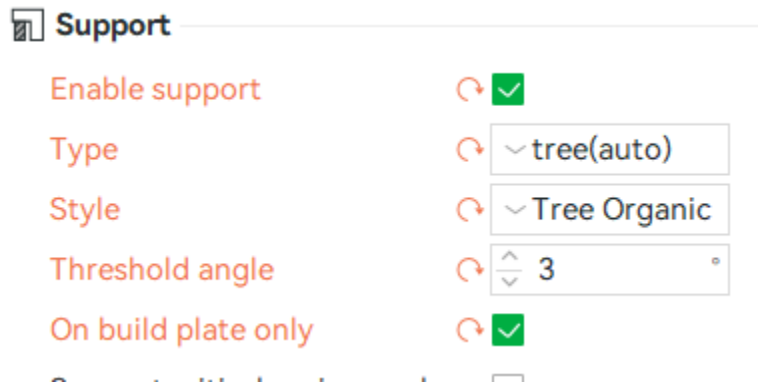 Support
Enable support
Type tree(auto)
Style Tree Organic
Threshold angle 3 °
On build plate only